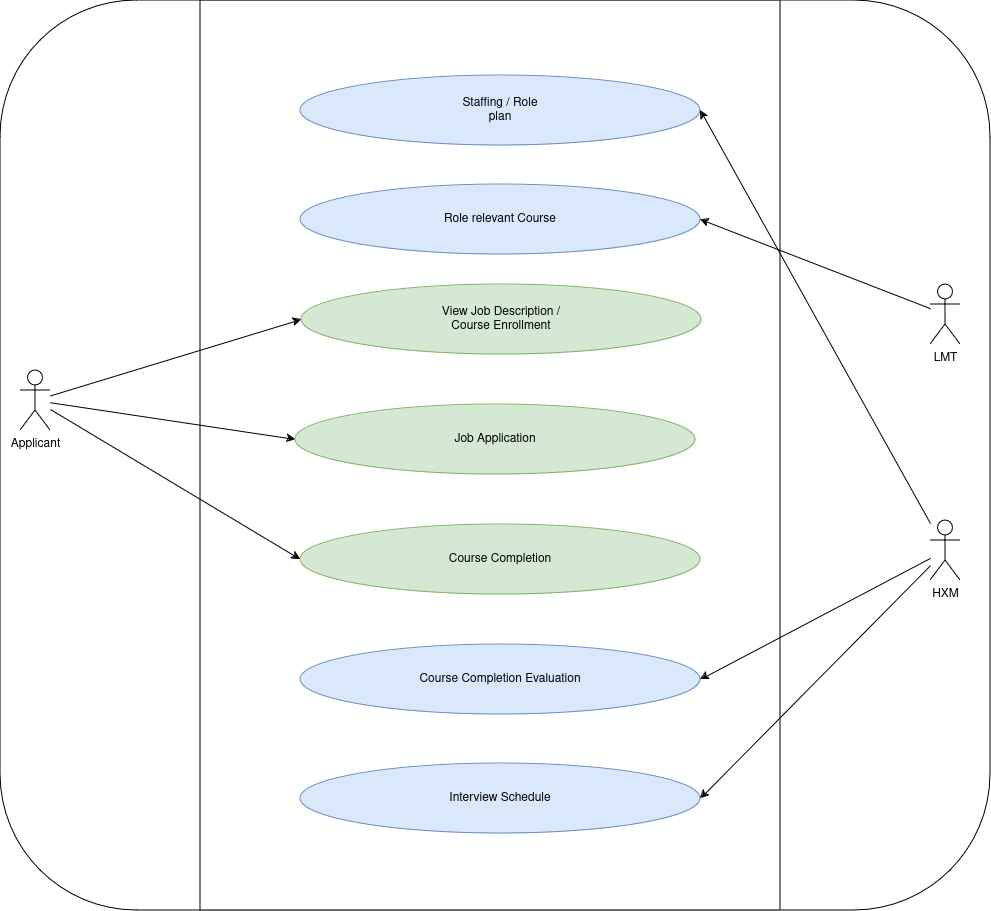 Staffing / Role
plan
Role relevant Course
View Job Description /
Course Enrollment
LMT
Applicant
Job Application
Course Completion
HXM
Course Completion Evaluation
Interview Schedule